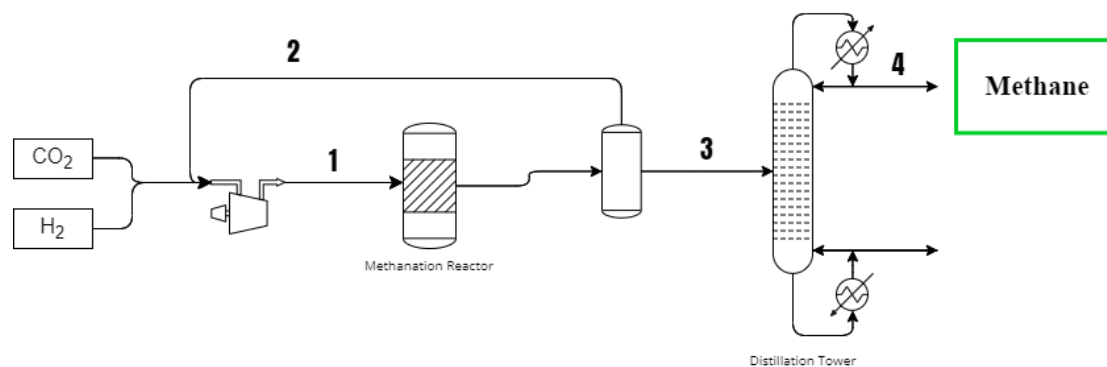 2
4
Methane
CO₂
1
3
H₂
Methanation Reactor
Distillation Tower